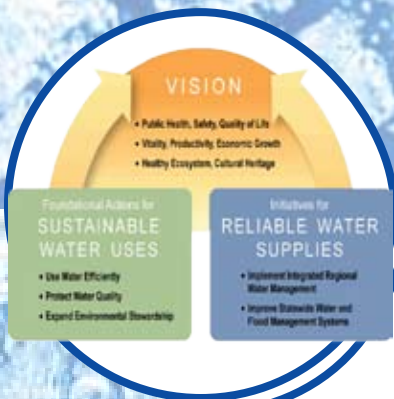 VISION
• Public Health, Safety, Quality of Life
• Vitality, Productivity, Economic Growth
• Healthy Ecosystem, Cultural Heritage
Foundational Actions for
SUSTAINABLE
WATER USES
• Use Water Efficiently
• Protect Water Quality
• Expand Environmental Stewardship
Initiatives for
RELIABLE WATER
SUPPLIES
• Implement Integrated Regional
Water Management
• Improve Statewide Water and
Flood Management Systems